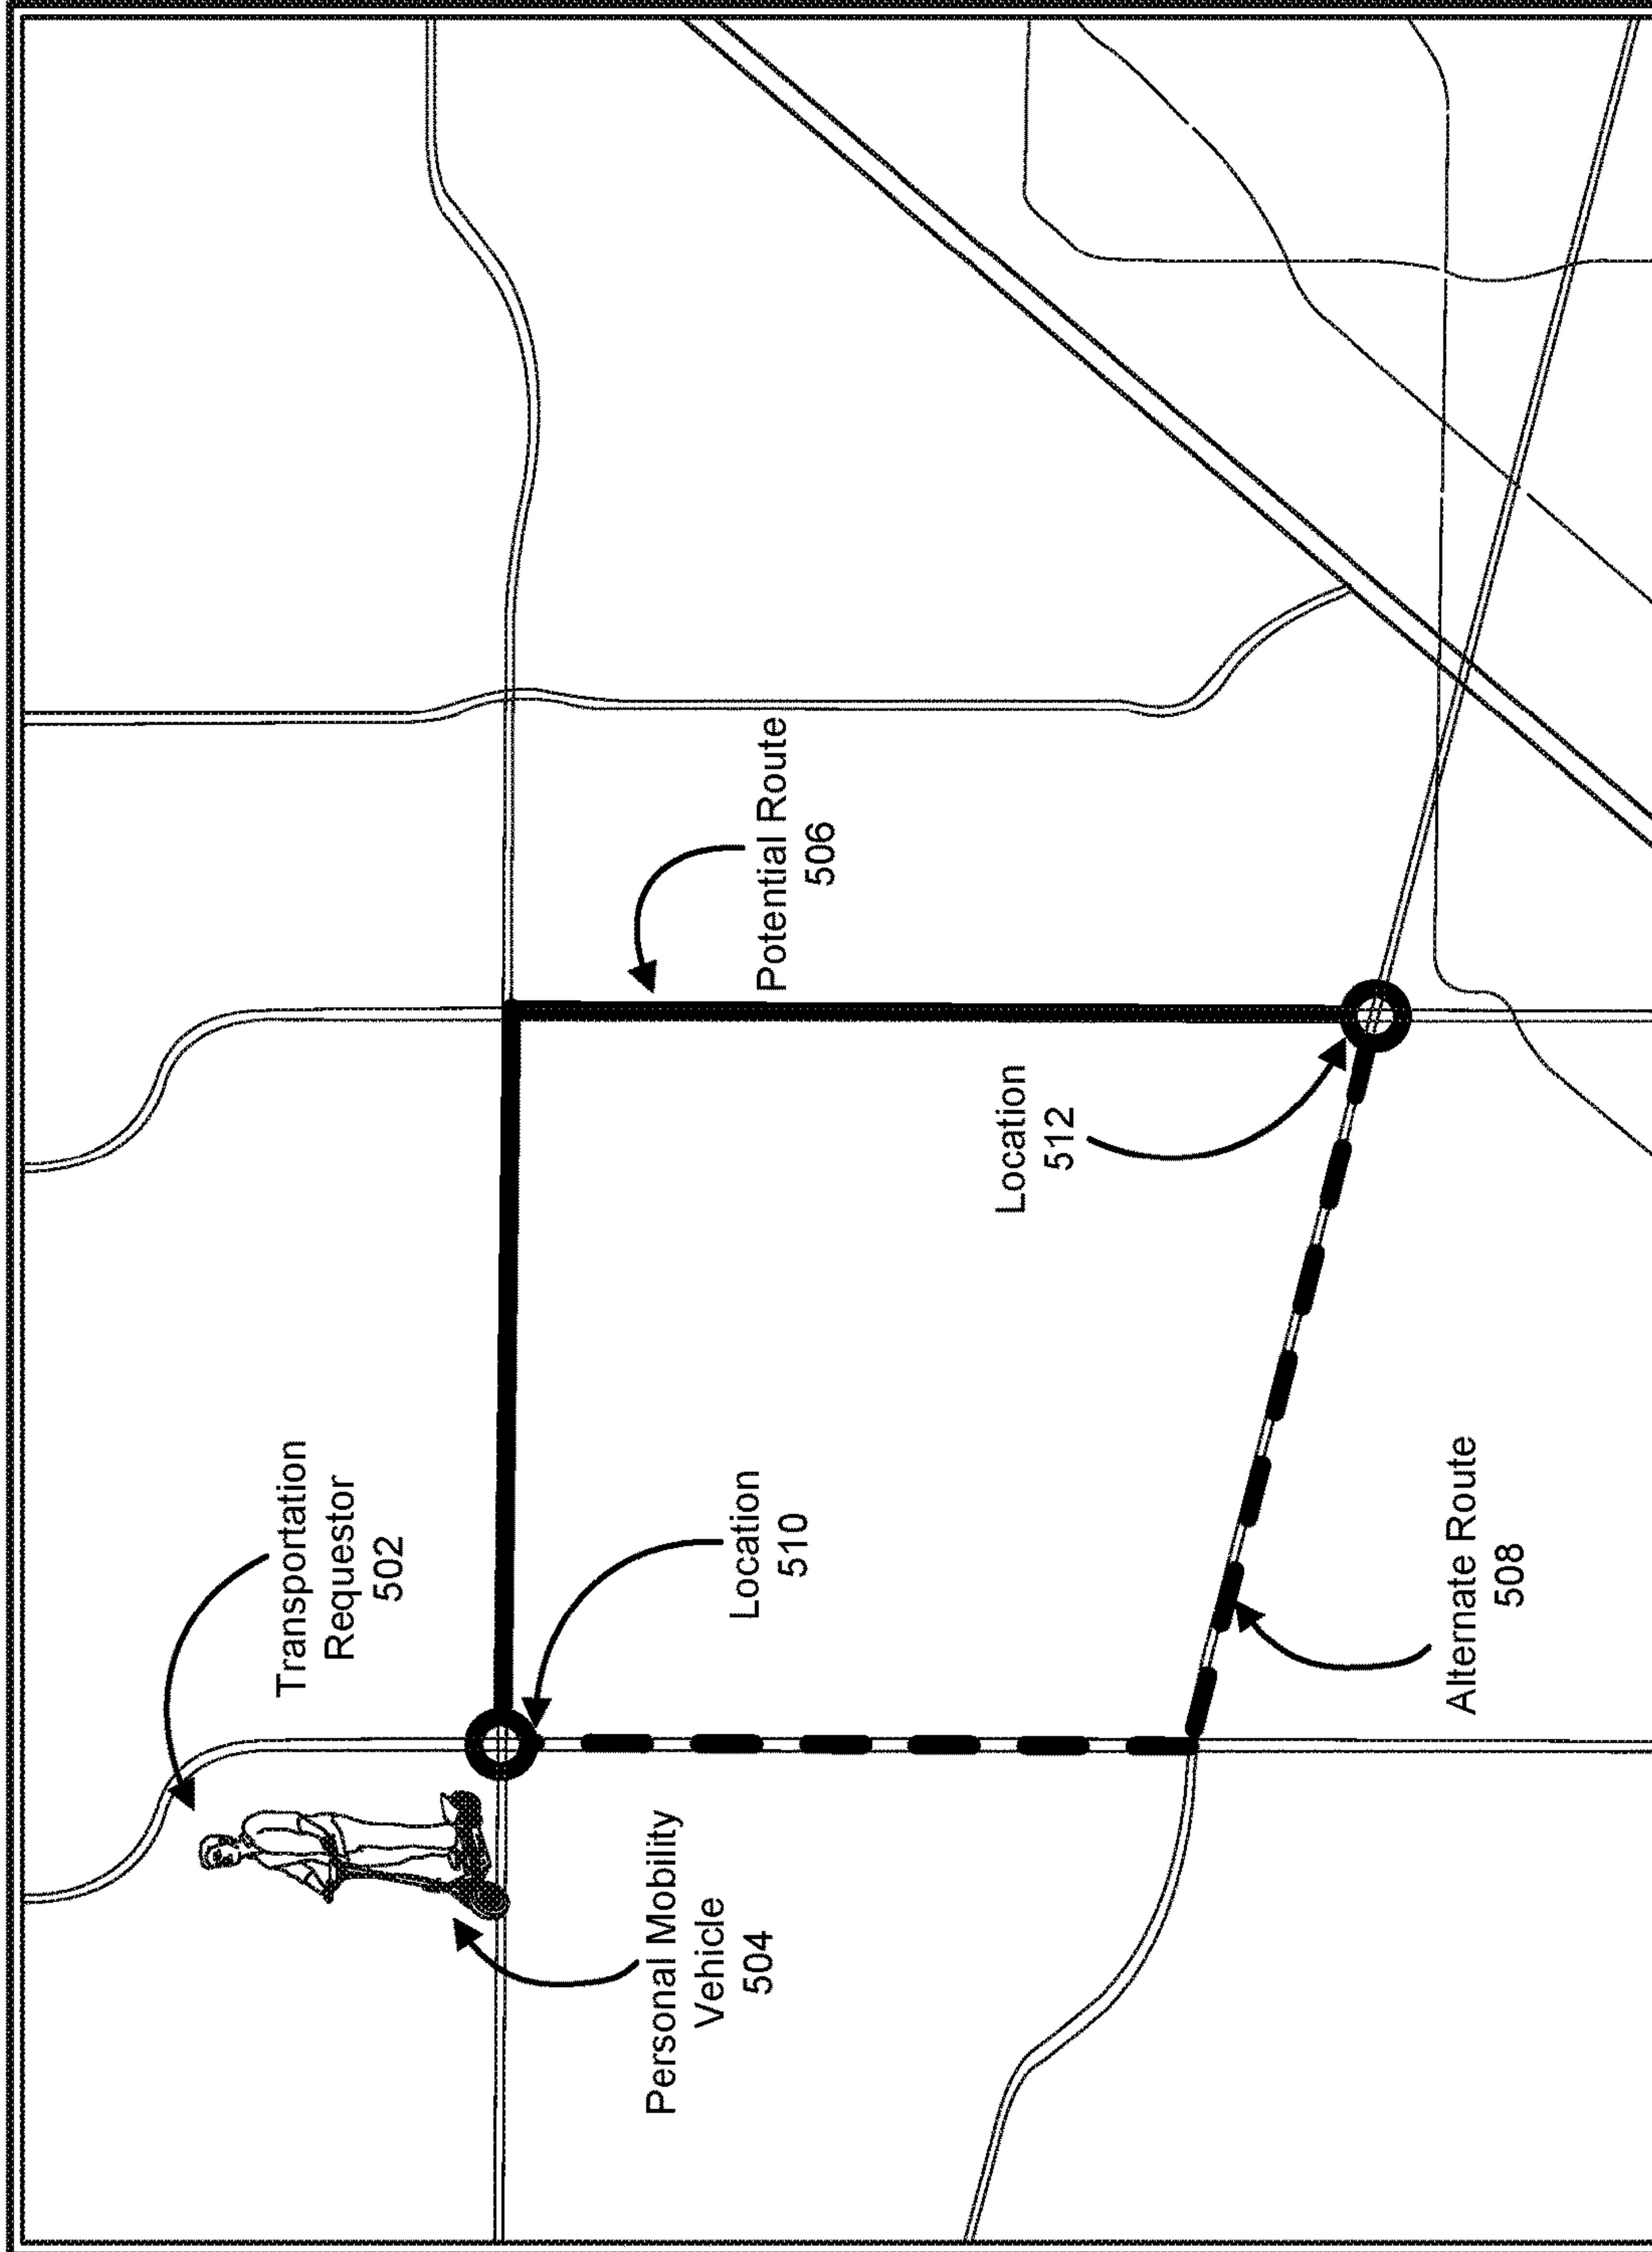 Transportation
Requestor
502
Personal Mobility
Vehicle
504
Location
510
Potential Route
506
Location
512
Alternate Route
508